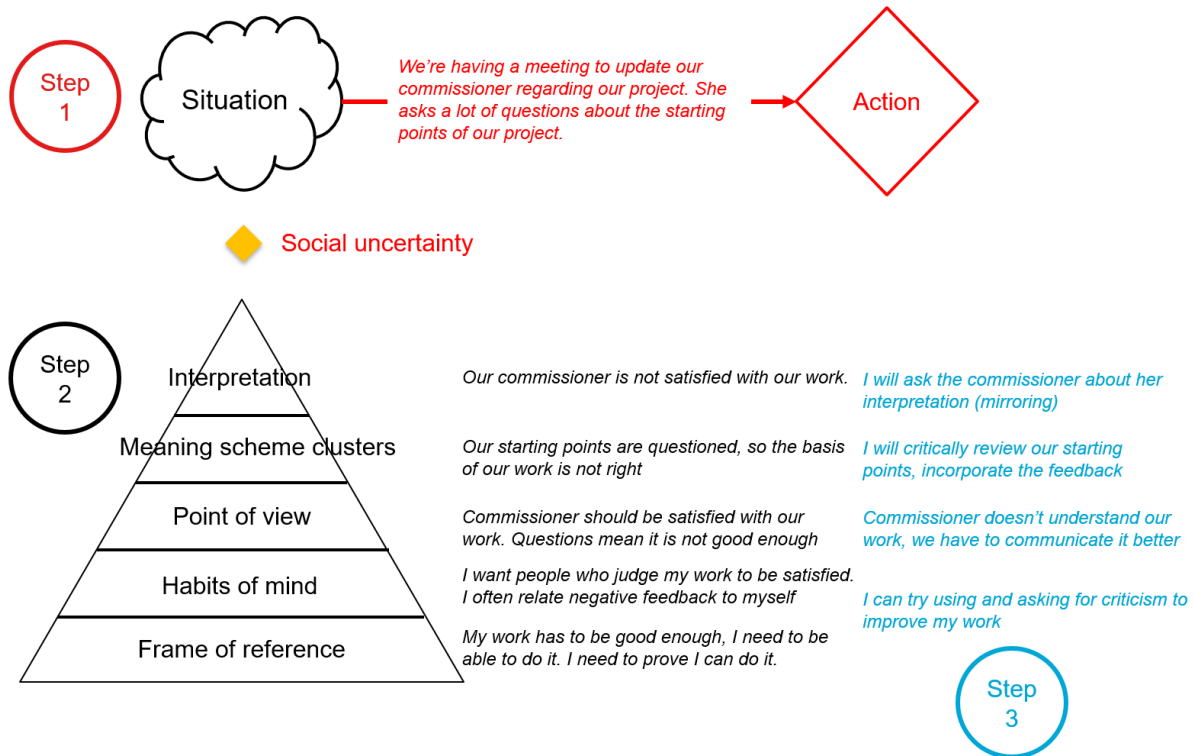 Step
1
Situation
We're having a meeting to update our
commissioner regarding our project. She
asks a lot of questions about the starting
points of our project.
Action
Social uncertainty
Step
2
Interpretation
Our commissioner is not satisfied with our work.
I will ask the commissioner about her
interpretation (mirroring)
Meaning scheme clusters
Our starting points are questioned, so the basis
of our work is not right
I will critically review our starting
points, incorporate the feedback
Point of view
Commissioner should be satisfied with our
work. Questions mean it is not good enough
Commissioner doesn't understand our
work, we have to communicate it better
Habits of mind
I want people who judge my work to be satisfied.
I often relate negative feedback to myself
I can try using and asking for criticism to
improve my work
Frame of reference
My work has to be good enough, I need to be
able to do it. I need to prove I can do it.
Step
3